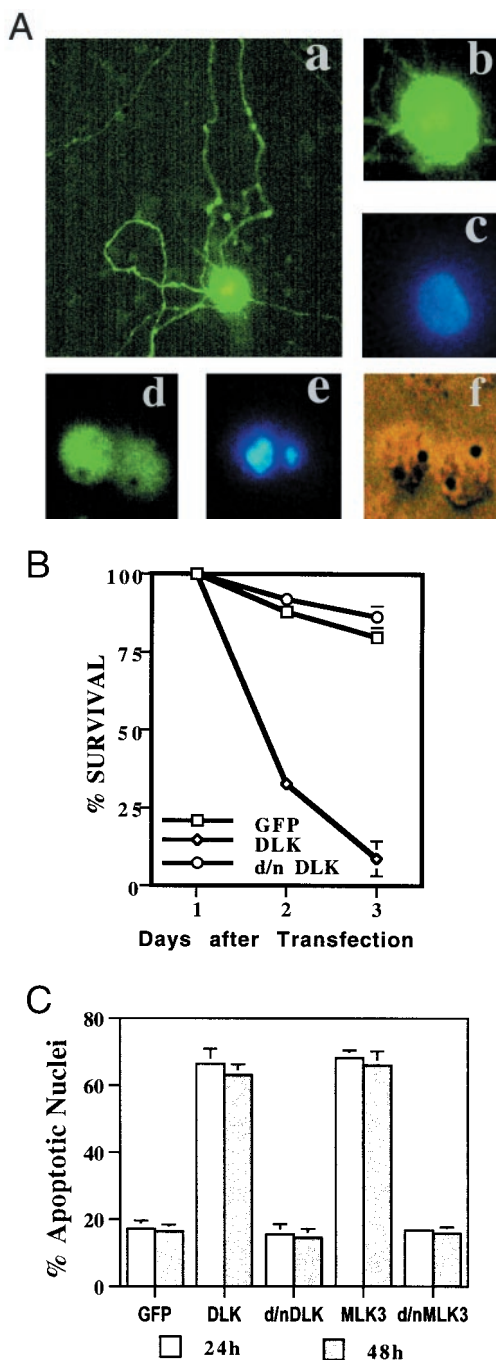 A
a
b
c
d
e
f
B
100
75
50
25
0
% SURVIVAL
GFP
DLK
d/n DLK
1 2 3
Days after Transfection
C
80
60
40
20
0
% Apoptotic Nuclei
GFP DLK d/nDLK MLK3 d/nMLK3
24h 48h